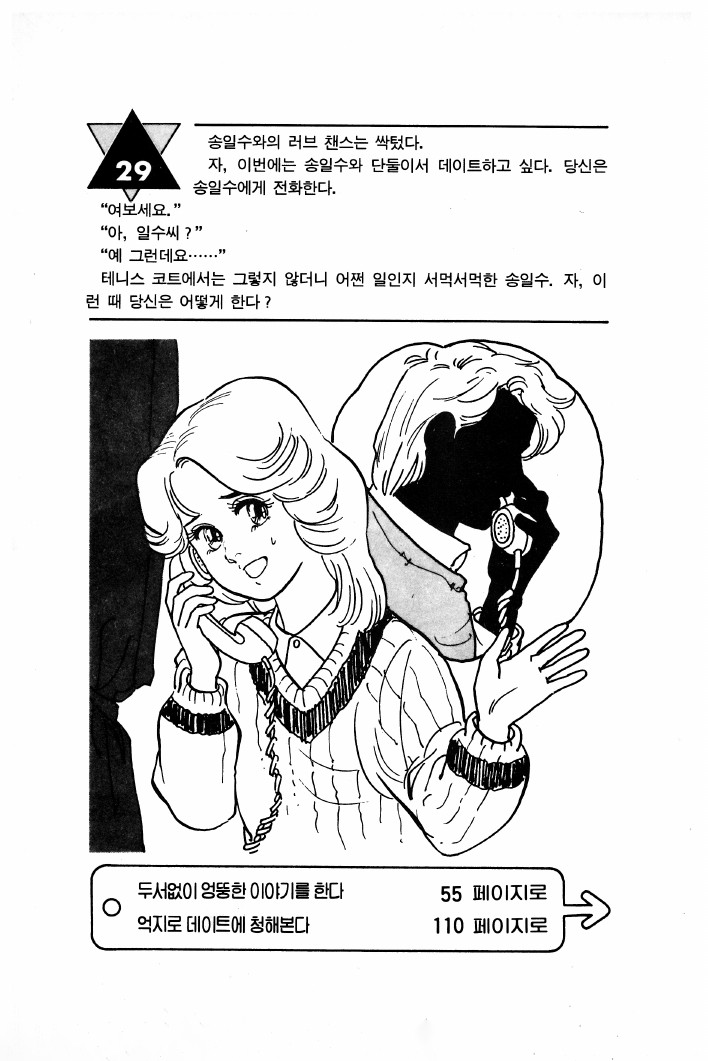 29
송일수와의 러브 챈스는 싹텄다.
자, 이번에는 송일수와 단둘이서 데이트하고 싶다. 당신은
송일수에게 전화한다.
“여보세요.”
“아, 일수씨?”
“예 그런데요……”
테니스 코트에서는 그렇지 않더니 어쩐 일인지 서먹서먹한 송일수. 자, 이
런 때 당신은 어떻게 한다?
두서없이 엉뚱한 이야기를 한다 55 페이지로
억지로 데이트에 청해본다 110 페이지로